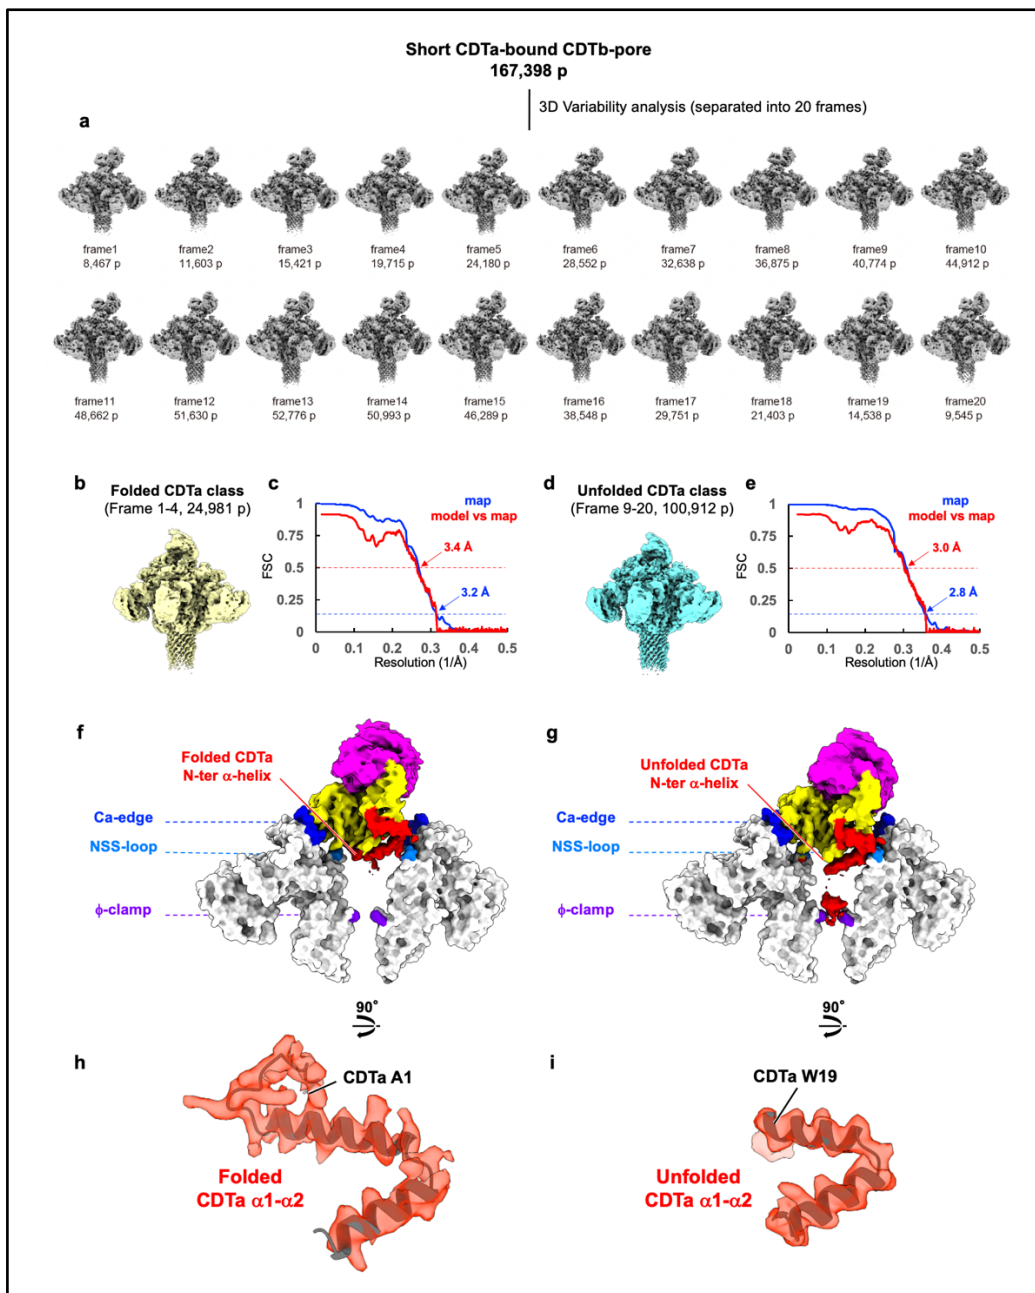 Short CDTa-bound CDTb-pore
167,398 p
3D Variability analysis (separated into 20 frames)
a
frame1 frame2 frame3 frame4 frame5 frame6 frame7 frame8 frame9 frame10
8,467 p 11,603 p 15,421 p 19,715 p 24,180 p 28,552 p 32,638 p 36,875 p 40,774 p 44,912 p
frame11 frame12 frame13 frame14 frame15 frame16 frame17 frame18 frame19 frame20
48,662 p 51,630 p 52,776 p 50,993 p 46,289 p 38,548 p 29,751 p 21,403 p 14,538 p 9,545 p
b
Folded CDTa class
(Frame 1-4, 24,981 p)
c
map
model vs map
3.4 Å
3.2 Å
FSC
1
0.75
0.5
0.25
0
0 0.1 0.2 0.3 0.4 0.5
Resolution (1/Å)
d
Unfolded CDTa class
(Frame 9-20, 100,912 p)
e
map
model vs map
3.0 Å
2.8 Å
FSC
1
0.75
0.5
0.25
0
0 0.1 0.2 0.3 0.4 0.5
Resolution (1/Å)
f
Folded CDTa
N-ter α-helix
Ca-edge
NSS-loop
ϕ-clamp
90°
g
Unfolded CDTa
N-ter α-helix
Ca-edge
NSS-loop
ϕ-clamp
90°
h
CDTa A1
Folded
CDTa α1-α2
i
CDTa W19
Unfolded
CDTa α1-α2